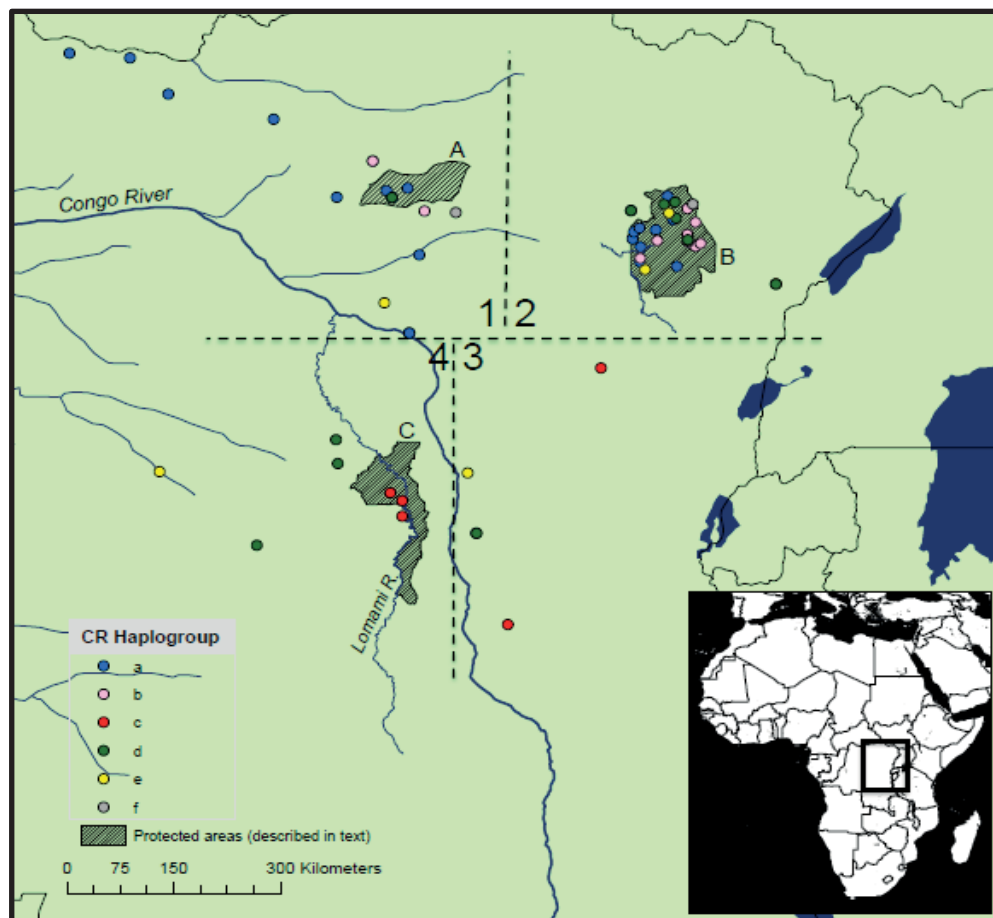 A
Congo River
B
1 2
4 3
C
Lomami R.
CR Haplogroup
a
b
c
d
e
f
Protected areas (described in text)
0 75 150 300 Kilometers